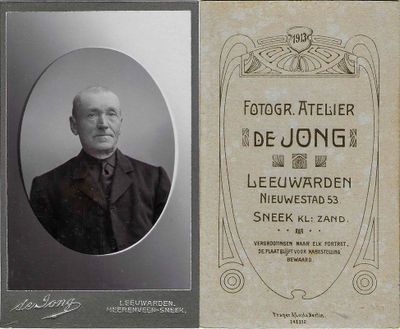 de Jong
LEEUWARDEN.
HEERENVEEN-SNEEK.
1913
FOTOGR. ATELIER
DE JONG
LEEUWARDEN
NIEUWESTAD 53
SNEEK KL: ZAND.
VERGROOTINGEN NAAR ELK PORTRET.
DE PLAAT BLIJFT VOOR NABESTELLING
BEWAARD.